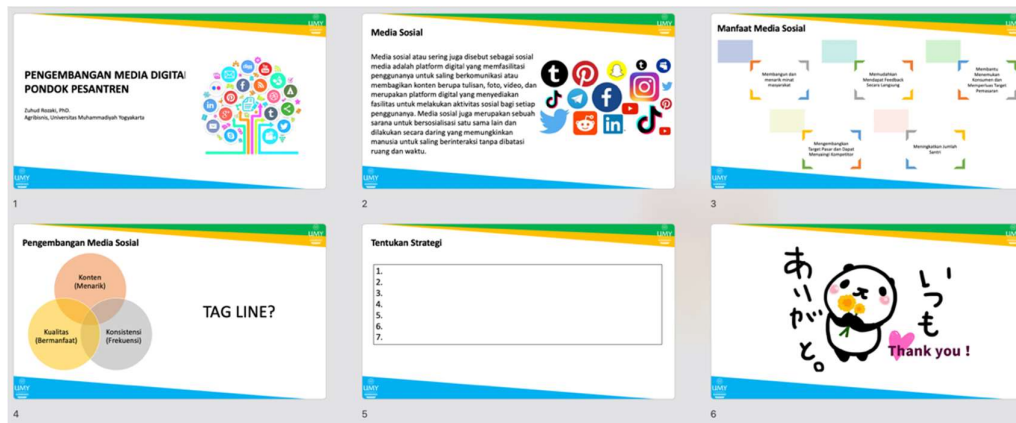 PENGEMBANGAN MEDIA DIGITAL
PONDOK PESANTREN
Zuhud Rozaki, PhD.
Agribisnis, Universitas Muhammadiyah Yogyakarta
UMY
UMY
1
Media Sosial
Media sosial atau sering juga disebut sebagai sosial
media adalah platform digital yang memfasilitasi
penggunanya untuk saling berkomunikasi atau
membagikan konten berupa tulisan, foto, video, dan
merupakan platform digital yang menyediakan
fasilitas untuk melakukan aktivitas sosial bagi setiap
penggunanya. Media sosial juga merupakan sebuah
sarana untuk bersosialisasi satu sama lain dan
dilakukan secara daring yang memungkinkan
manusia untuk saling berinteraksi tanpa dibatasi
ruang dan waktu.
UMY
UMY
2
Manfaat Media Sosial
Membangun dan
menarik minat
masyarakat
Memudahkan
Mendapat Feedback
Secara Langsung
Membantu
Menemukan
Konsumen dan
Memperluas Target
Pemasaran
Mengembangkan
Target Pasar dan Dapat
Menyaingi Kompetitor
Meningkatkan Jumlah
Santri
UMY
UMY
3
Pengembangan Media Sosial
Konten
(Menarik)
Kualitas
(Bermanfaat)
Konsistensi
(Frekuensi)
TAG LINE?
UMY
UMY
4
Tentukan Strategi
1.
2.
3.
4.
5.
6.
7.
UMY
UMY
5
いつも
ありがと。
Thank you !
UMY
UMY
6